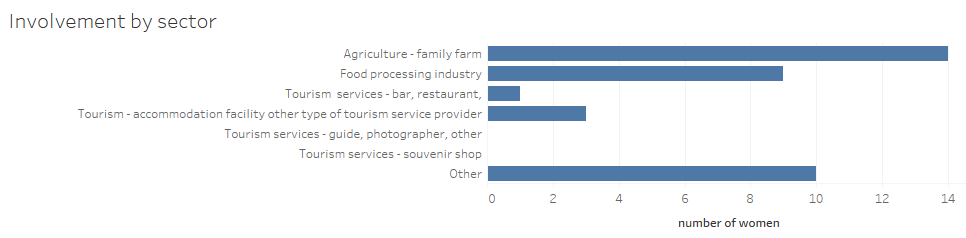 Involvement by sector
Agriculture - family farm
Food processing industry
Tourism  services - bar, restaurant,
Tourism - accommodation facility other type of tourism service provider
Tourism services - guide, photographer, other
Tourism services - souvenir shop
Other
0 2 4 6 8 10 12 14
number of women